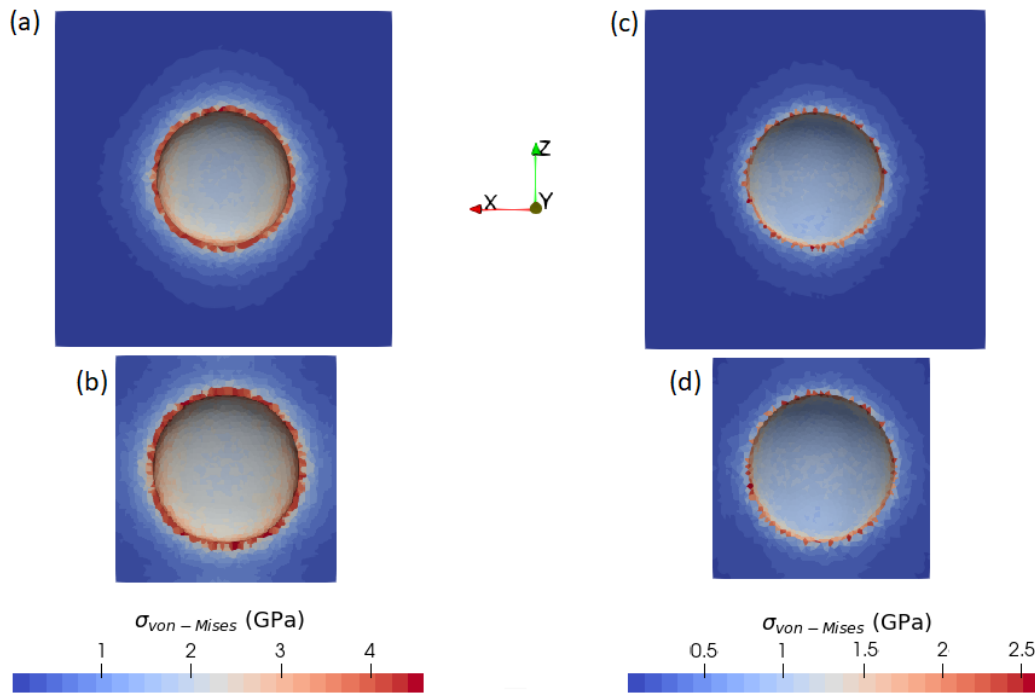 (a)
(c)
Z
X
Y
(b)
(d)
σvon−Mises (GPa)
1 2 3 4
σvon−Mises (GPa)
0.5 1 1.5 2 2.5